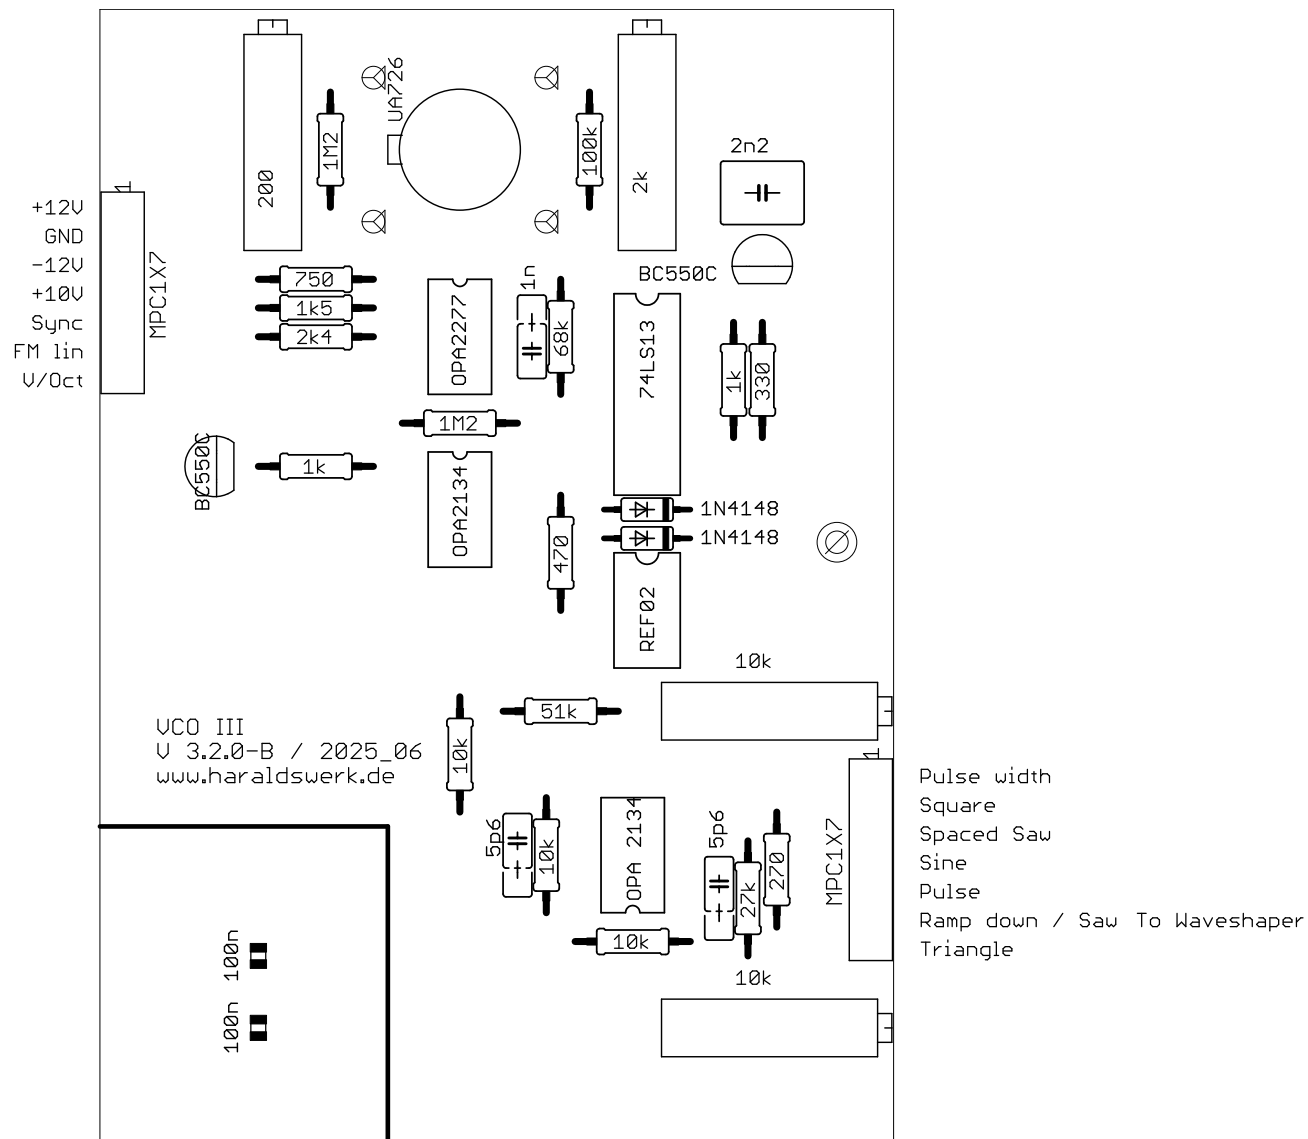 UA726
1M2
100k
200
2k
2n2
1
+12V
GND
-12V
+10V
Sync
FM lin
V/Oct
MPC1X7
BC550C
750
1k5
2k4
OPA2277
1n
68k
74LS13
1k
330
1M2
BC550C
1k
OPA2134
470
1N4148
1N4148
REF02
10k
51k
VCO III
V 3.2.0-B / 2025_06
www.haraldswerk.de
10k
1
MPC1X7
Pulse width
Square
Spaced Saw
Sine
Pulse
Ramp down / Saw To Waveshaper
Triangle
5p6
10k
OPA 2134
5p6
27k
270
10k
10k
100n
100n